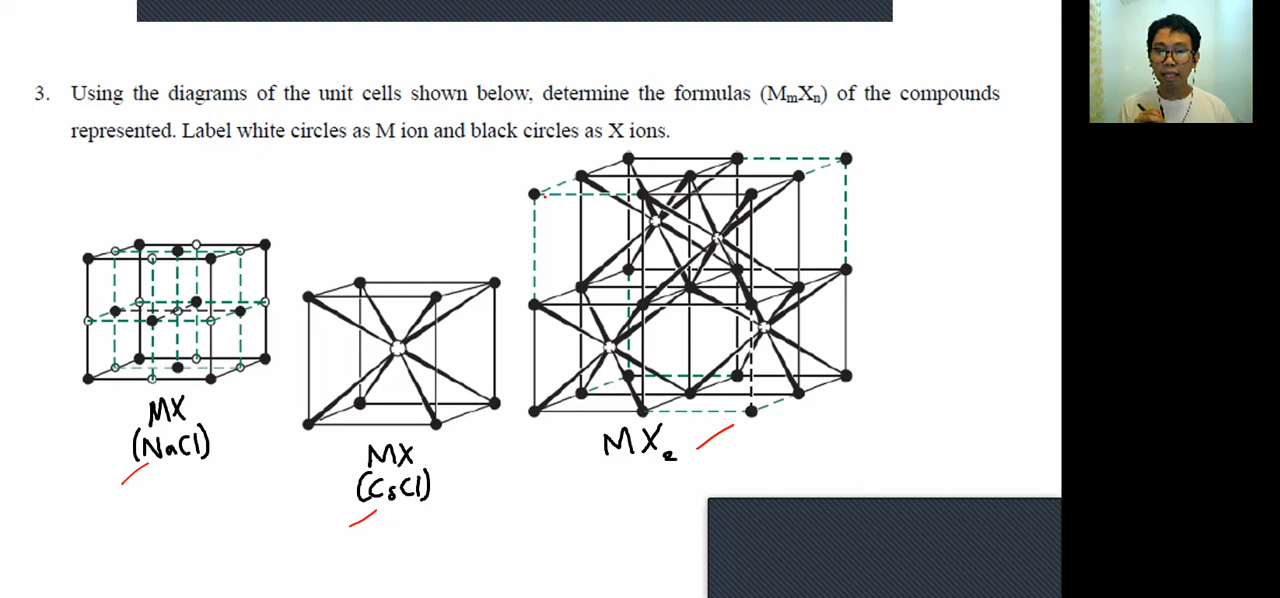 3. Using the diagrams of the unit cells shown below, determine the formulas (MₘXₙ) of the compounds
represented. Label white circles as M ion and black circles as X ions.
MX
(NaCl)
MX
(CsCl)
MX₂